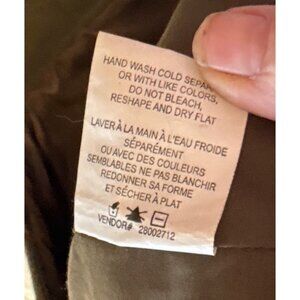 HAND WASH COLD SEPAR
OR WITH LIKE COLORS,
DO NOT BLEACH,
RESHAPE AND DRY FLAT
LAVER À LA MAIN À L'EAU FROIDE
SÉPARÉMENT
OU AVEC DES COULEURS
SEMBLABLES NE PAS BLANCHIR
REDONNER SA FORME
ET SÉCHER À PLAT
VENDOR# 28002712